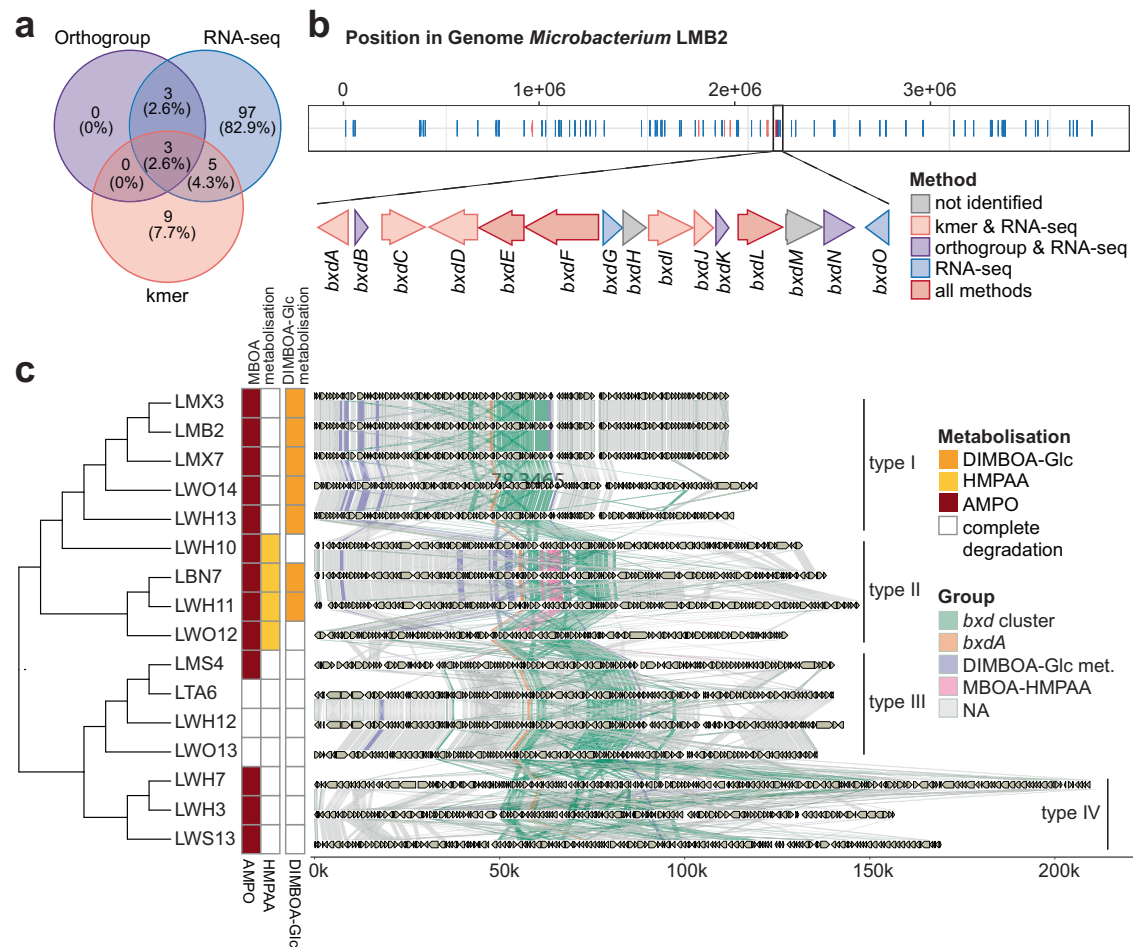 a
Orthogroup
RNA-seq
0
(0%)
3
(2.6%)
97
(82.9%)
3
(2.6%)
0
(0%)
5
(4.3%)
9
(7.7%)
kmer
b
Position in Genome Microbacterium LMB2
0
1e+06
2e+06
3e+06
bxdA
bxdB
bxdC
bxdD
bxdE
bxdF
bxdG
bxdH
bxdI
bxdJ
bxdK
bxdL
bxdM
bxdN
bxdO
Method
not identified
kmer & RNA-seq
orthogroup & RNA-seq
RNA-seq
all methods
c
MBOA
metabolisation
DIMBOA-Glc
metabolisation
LMX3
LMB2
LMX7
LWO14
LWH13
LWH10
LBN7
LWH11
LWO12
LMS4
LTA6
LWH12
LWO13
LWH7
LWH3
LWS13
AMPO
HMPAA
DIMBOA-Glc
type I
type II
type III
type IV
0k
50k
100k
150k
200k
Metabolisation
DIMBOA-Glc
HMPAA
AMPO
complete
degradation
Group
bxd cluster
bxdA
DIMBOA-Glc met.
MBOA-HMPAA
NA